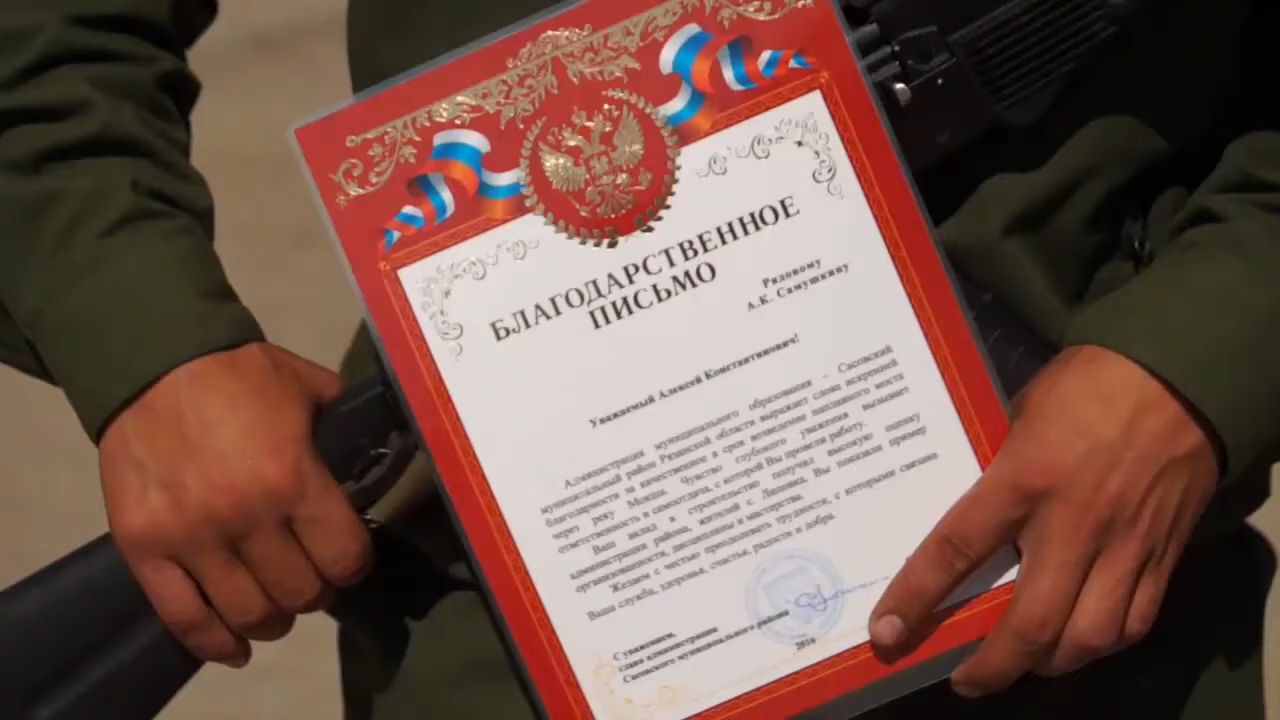 БЛАГОДАРСТВЕННОЕ
ПИСЬМО
Рядовому
А.К. Сямушкину
Уважаемый Алексей Константинович!
Администрация муниципального образования – Сасовский
муниципальный район Рязанской области выражает слова искренней
благодарности за качественное в срок возведение наплавного моста
через реку Мокша. Чувство глубокого уважения вызывает
ответственность и самоотдача, с которой Вы провели работу.
Ваш вклад в строительство получил высокую оценку
администрации района, жителей с. Вы показали пример
организованности, дисциплины и мастерства.
Желаем с честью преодолевать трудности, с которыми связана
Ваша служба, здоровья, счастья, радости и добра.
С уважением,
глава администрации
муниципального района
2016